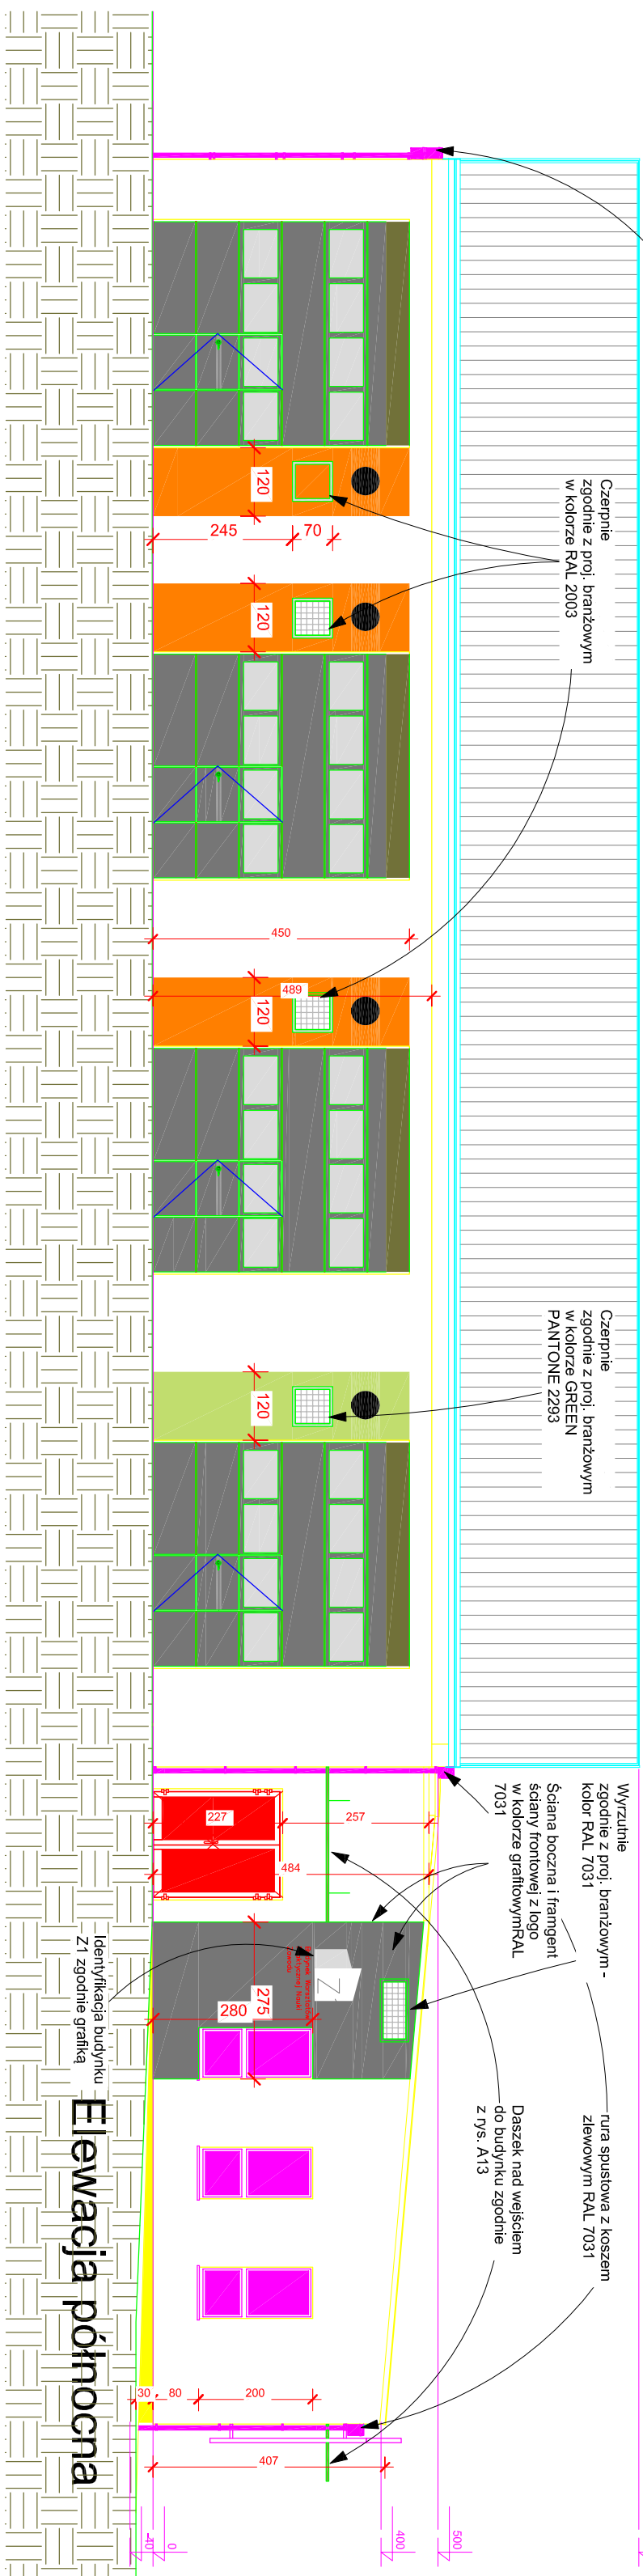 Czerpnie
zgodnie z proj. branżowym
w kolorze RAL 2003
120
245
70
120
450
489
120
Czerpnie
zgodnie z proj. branżowym
w kolorze GREEN
PANTONE 2293
120
Wyrzutnie
zgodnie z proj. branżowym -
kolor RAL 7031
Ściana boczna i framgent
ściany frontowej z logo
w kolorze grafitowymRAL
7031
227
257
484
Z
275
280
Identyfikacja budynku
Z1 zgodnie grafiką
rura spustowa z koszem
zlewowym RAL 7031
Daszek nad wejściem
do budynku zgodnie
z rys. A13
30
80
200
407
-40
0
400
500
Elewacja północna